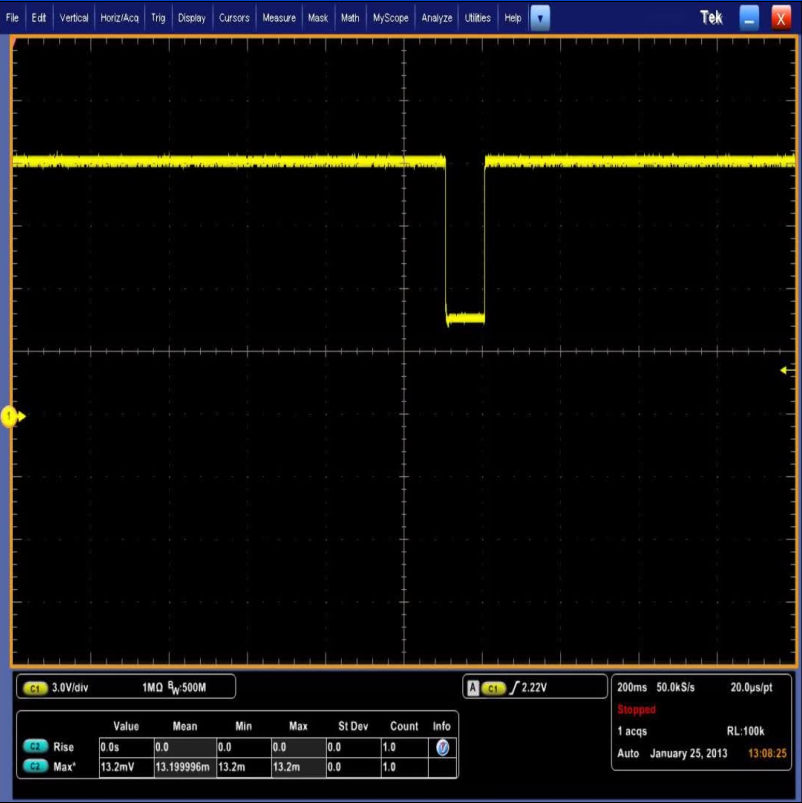 File Edit Vertical Horiz/Acq Trig Display Cursors Measure Mask Math MyScope Analyze Utilities Help Tek X
1
C1 3.0V/div 1MΩ BW:500M
A C1 2.22V
200ms 50.0kS/s 20.0µs/pt
Stopped
1 acqs RL:100k
Auto January 25, 2013 13:08:25
Value Mean Min Max St Dev Count Info
C2 Rise 0.0s 0.0 0.0 0.0 0.0 1.0 i
C2 Max* 13.2mV 13.199996m 13.2m 13.2m 0.0 1.0